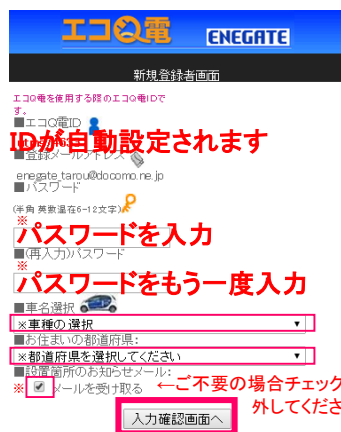 エコQ電 ENEGATE
新規登録者画面
エコQ電を使用する際のエコQ電IDで
す。
■エコQ電ID
IDが自動設定されます
■登録メールアドレス
enegate_tarou@docomo.ne.jp
■パスワード
(半角英数混在6-12文字)
※
パスワードを入力
■(再入力)パスワード
※
パスワードをもう一度入力
■車名選択
※車種の選択
■お住まいの都道府県:
※都道府県を選択してください
■設置箇所のお知らせメール:
※ メールを受け取る ←ご不要の場合チェック
外してくださ
入力確認画面へ